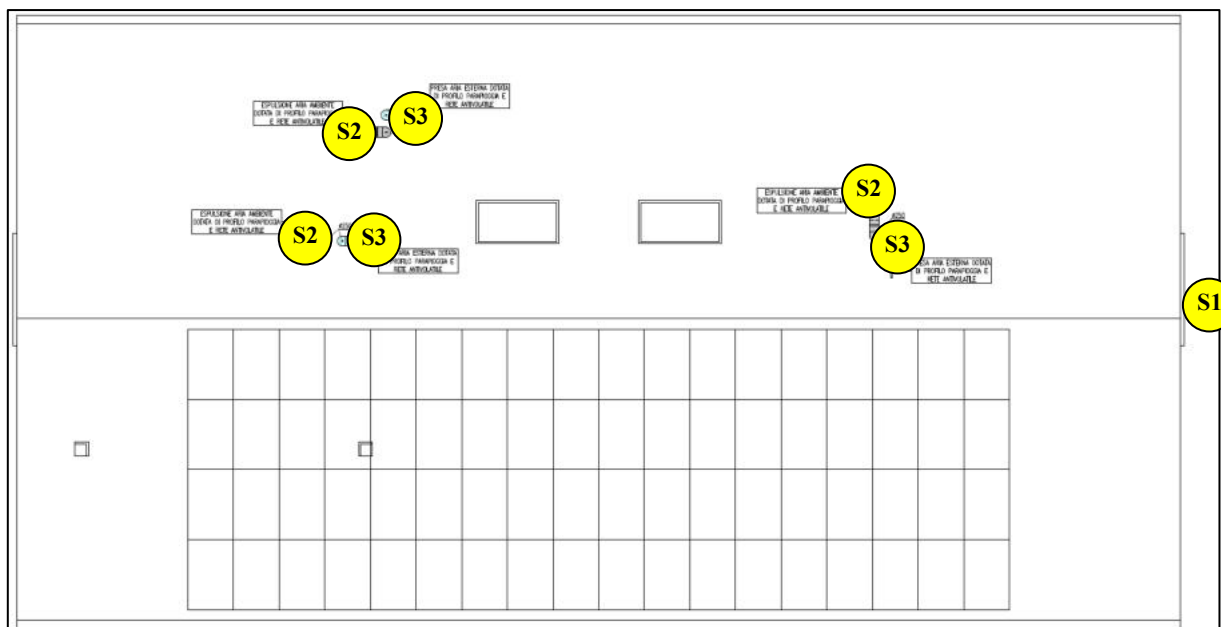 PRESA ARIA ESTERNA DOTATA
DI PROFILO PARAPIOGGIA E
RETE ANTIVOLATILE
S3
ESPULSIONE ARIA AMBIENTE
DOTATA DI PROFILO PARAPIOGGIA
E RETE ANTIVOLATILE
S2
ESPULSIONE ARIA AMBIENTE
DOTATA DI PROFILO PARAPIOGGIA
E RETE ANTIVOLATILE
S2
S3
ARIA ESTERNA DOTATA
PROFILO PARAPIOGGIA E
RETE ANTIVOLATILE
ESPULSIONE ARIA AMBIENTE
DOTATA DI PROFILO PARAPIOGGIA
E RETE ANTIVOLATILE
S2
S3
ARIA ESTERNA DOTATA
DI PROFILO PARAPIOGGIA E
RETE ANTIVOLATILE
S1